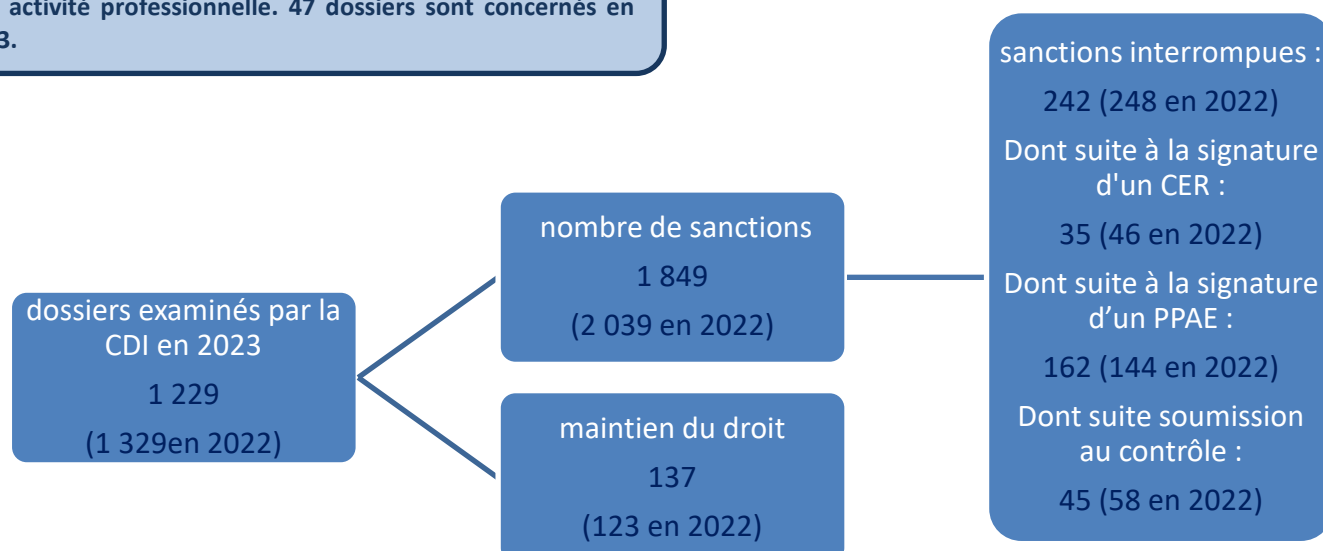 activité professionnelle. 47 dossiers sont concernés en
3.
dossiers examinés par la
CDI en 2023
1 229
(1 329en 2022)
nombre de sanctions
1 849
(2 039 en 2022)
maintien du droit
137
(123 en 2022)
sanctions interrompues :
242 (248 en 2022)
Dont suite à la signature
d'un CER :
35 (46 en 2022)
Dont suite à la signature
d’un PPAE :
162 (144 en 2022)
Dont suite soumission
au contrôle :
45 (58 en 2022)